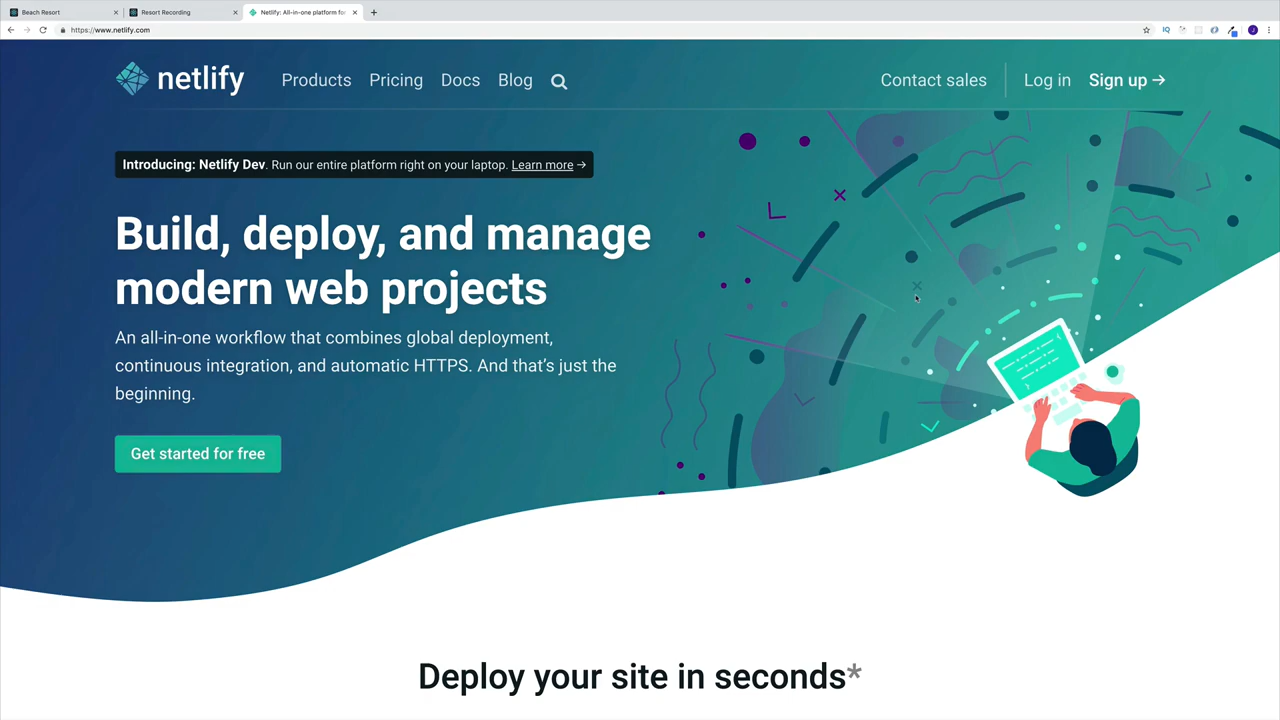 Beach Resort
Resort Recording
Netlify: All-in-one platform fo
https://www.netlify.com
IQ
J
netlify
Products Pricing Docs Blog
Contact sales Log in Sign up →
Introducing: Netlify Dev. Run our entire platform right on your laptop. Learn more →
Build, deploy, and manage
modern web projects
An all-in-one workflow that combines global deployment,
continuous integration, and automatic HTTPS. And that’s just the
beginning.
Get started for free
Deploy your site in seconds*